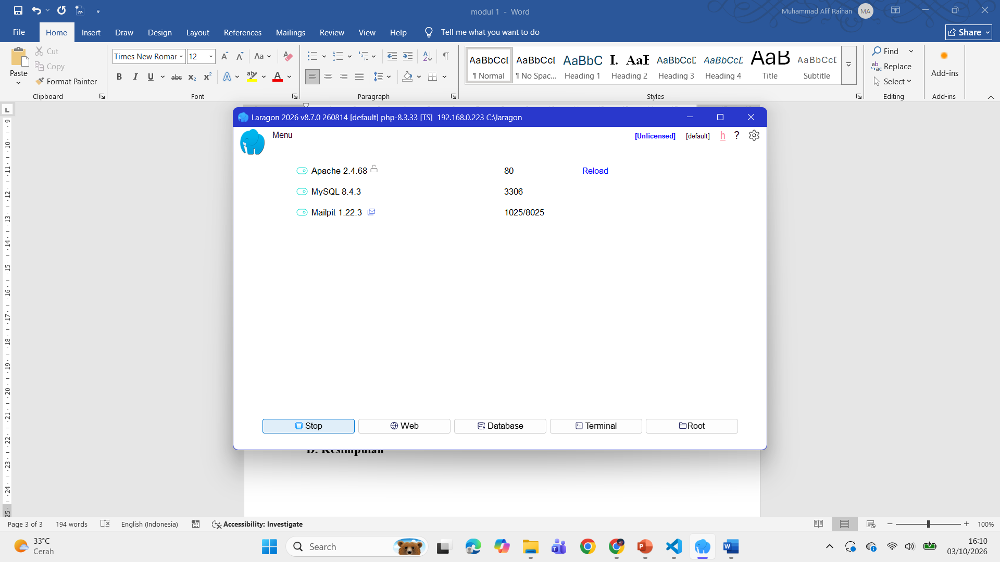 modul 1 - Word
Muhammad Alif Raihan
MA
File
Home
Insert
Draw
Design
Layout
References
Mailings
Review
View
Help
Tell me what you want to do
Share
Paste
Cut
Copy
Format Painter
Clipboard
Times New Roman
12
Font
Paragraph
AaBbCcD
¶ Normal
AaBbCcD
¶ No Spac...
AaBbC
Heading 1
I. AaB
Heading 2
AaBbCcD
Heading 3
AaBbCcD
Heading 4
AaB
Title
AaBbCcD
Subtitle
Styles
Find
Replace
Select
Editing
Add-ins
Add-ins
Laragon 2026 v8.7.0 260814 [default] php-8.3.33 [TS] 192.168.0.223 C:\laragon
Menu
[Unlicensed]
[default]
h
?
Apache 2.4.68
80
Reload
MySQL 8.4.3
3306
Mailpit 1.22.3
1025/8025
Stop
Web
Database
Terminal
Root
D. Kesimpulan
Page 3 of 3
194 words
English (Indonesia)
Accessibility: Investigate
100%
33°C
Cerah
Search
16:10
03/10/2026